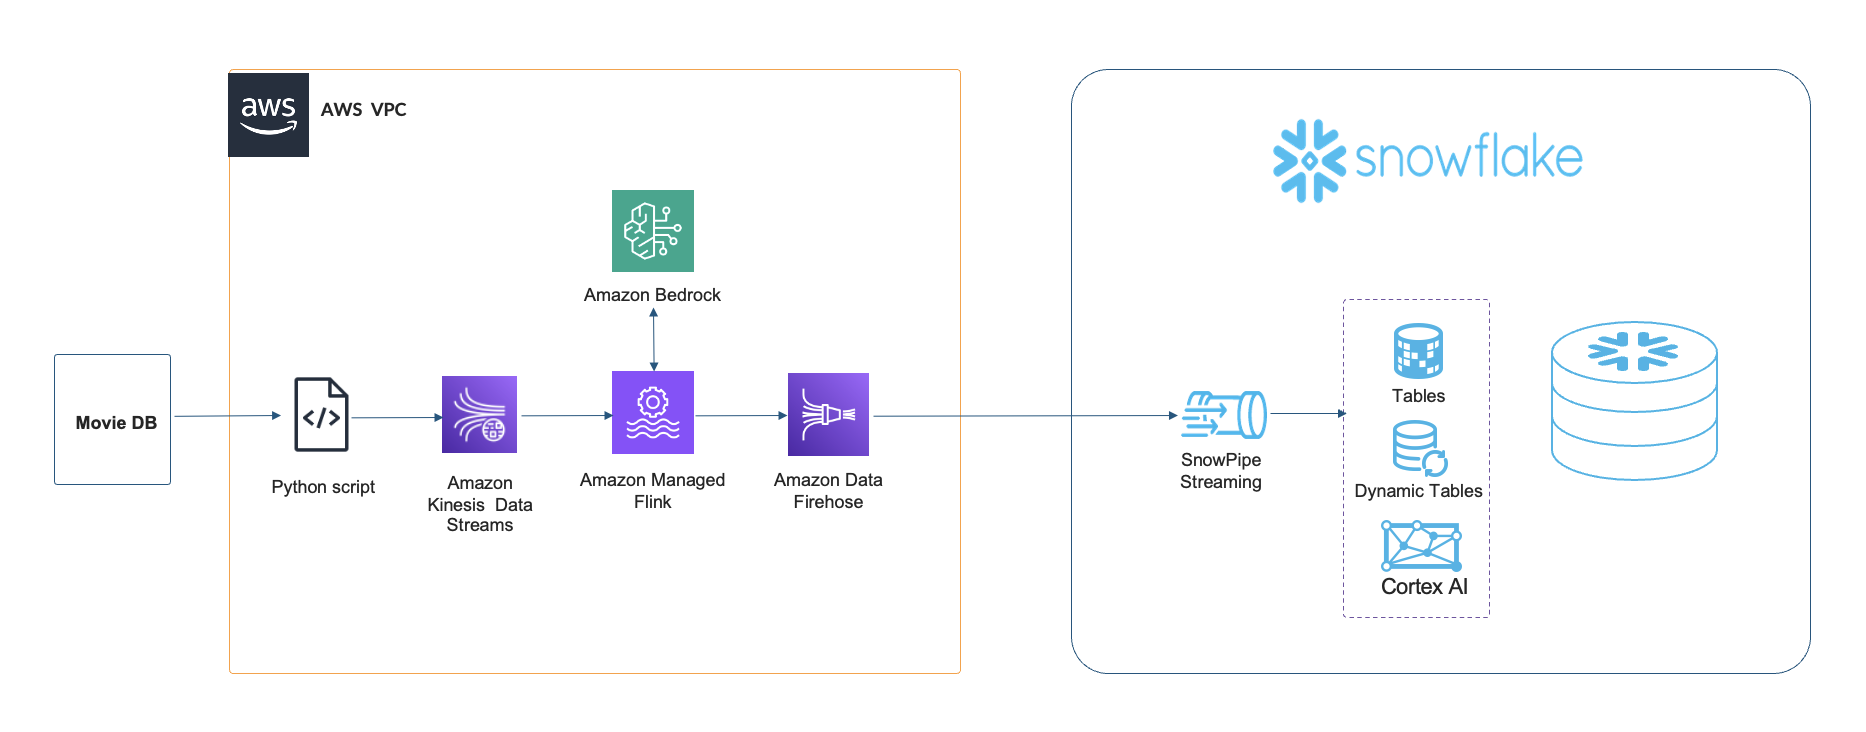 aws
AWS VPC
snowflake
Amazon Bedrock
Movie DB
Python script
Amazon
Kinesis Data
Streams
Amazon Managed
Flink
Amazon Data
Firehose
SnowPipe
Streaming
Tables
Dynamic Tables
Cortex AI